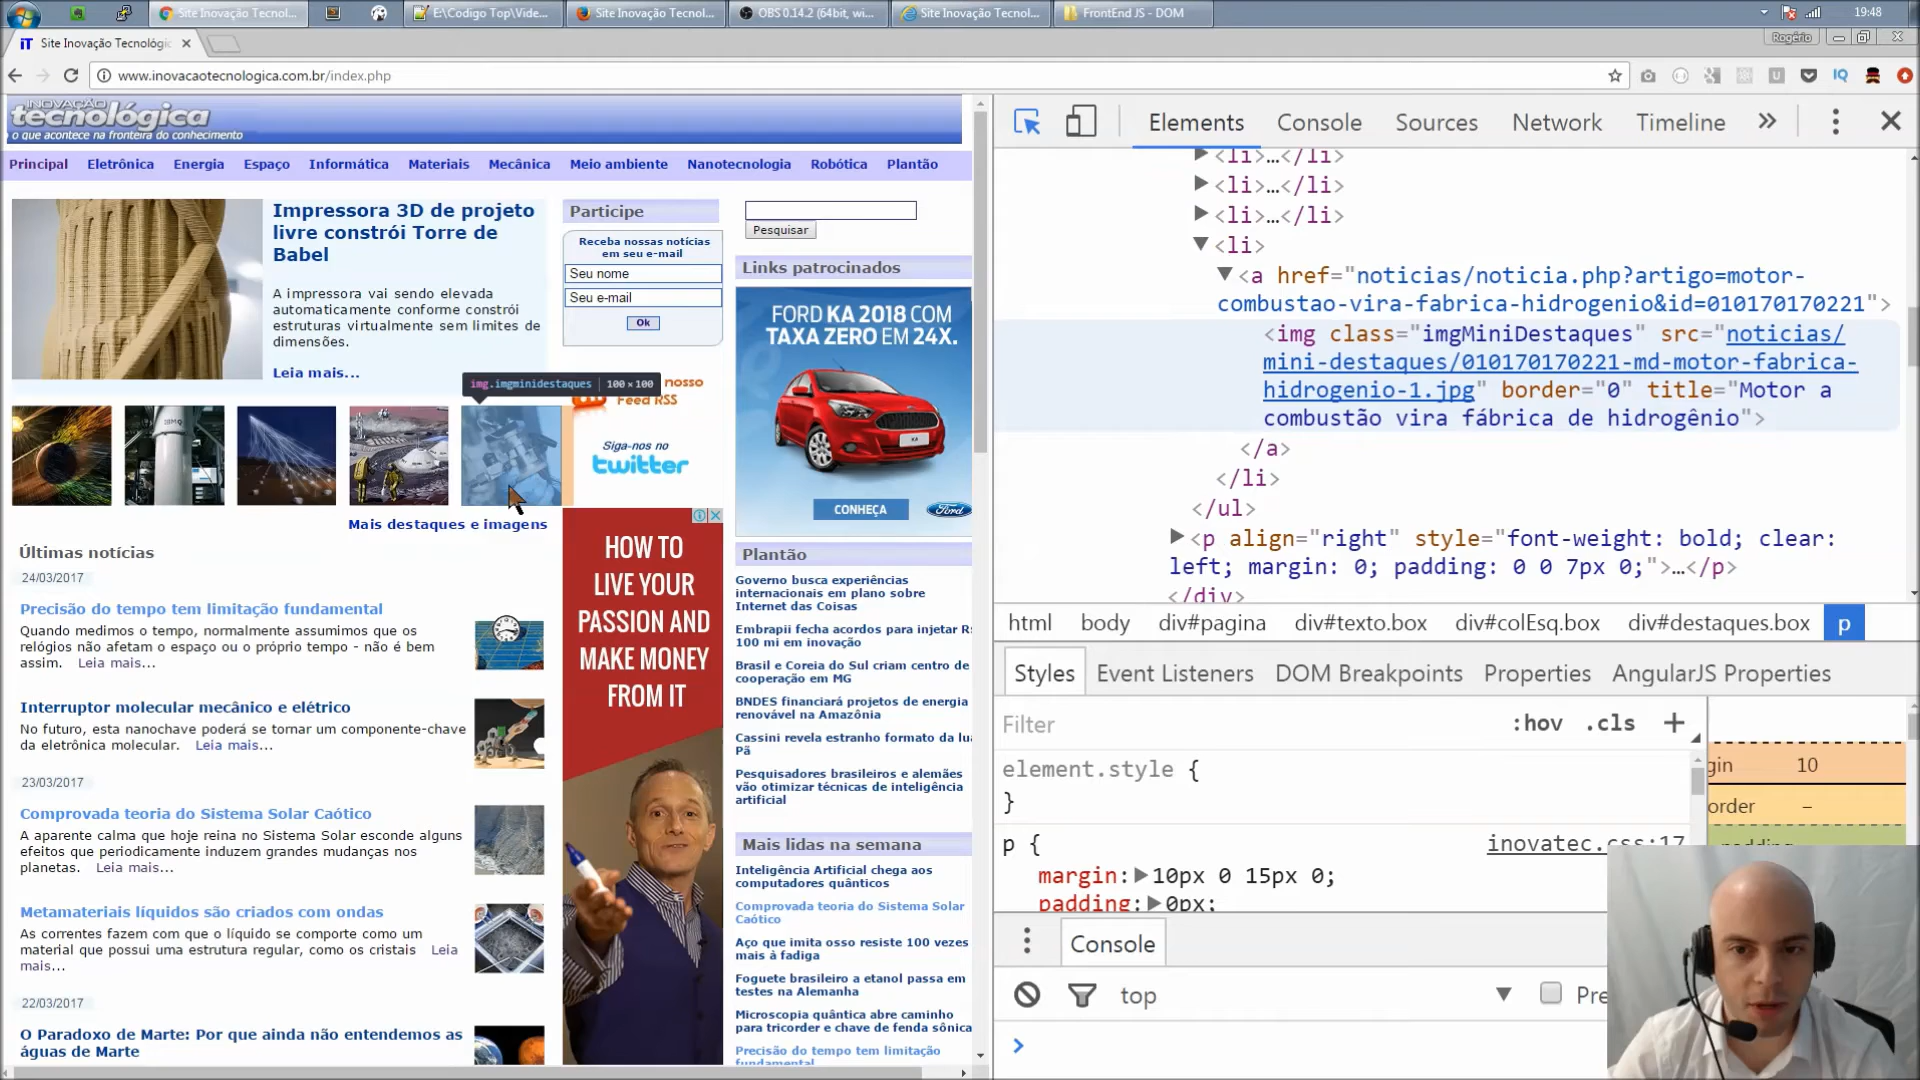 Site Inovação Tecnol...
E:\Codigo Top\Vide...
Site Inovação Tecnol...
OBS 0.14.2 (64bit, wi...
Site Inovação Tecnol...
FrontEnd JS - DOM
19:48
iT Site Inovação Tecnológic
Rogério
www.inovacaotecnologica.com.br/index.php
INOVAÇÃO
tecnológica
o que acontece na fronteira do conhecimento
Principal Eletrônica Energia Espaço Informática Materiais Mecânica Meio ambiente Nanotecnologia Robótica Plantão
Impressora 3D de projeto
livre constrói Torre de
Babel
A impressora vai sendo elevada
automaticamente conforme constrói
estruturas virtualmente sem limites de
dimensões.
Leia mais...
img.imgminidestaques 100×100
Mais destaques e imagens
Últimas notícias
24/03/2017
Precisão do tempo tem limitação fundamental
Quando medimos o tempo, normalmente assumimos que os
relógios não afetam o espaço ou o próprio tempo - não é bem
assim. Leia mais...
Interruptor molecular mecânico e elétrico
No futuro, esta nanochave poderá se tornar um componente-chave
da eletrônica molecular. Leia mais...
23/03/2017
Comprovada teoria do Sistema Solar Caótico
A aparente calma que hoje reina no Sistema Solar esconde alguns
efeitos que periodicamente induzem grandes mudanças nos
planetas. Leia mais...
Metamateriais líquidos são criados com ondas
As correntes fazem com que o líquido se comporte como um
material que possui uma estrutura regular, como os cristais Leia
mais...
22/03/2017
O Paradoxo de Marte: Por que ainda não entendemos as
águas de Marte
Participe
Receba nossas notícias
em seu e-mail
Seu nome
Seu e-mail
Ok
nosso
Feed RSS
Siga-nos no
twitter
HOW TO
LIVE YOUR
PASSION AND
MAKE MONEY
FROM IT
Pesquisar
Links patrocinados
FORD KA 2018 COM
TAXA ZERO EM 24X.
KA
CONHEÇA
Ford
Plantão
Governo busca experiências
internacionais em plano sobre
Internet das Coisas
Embrapii fecha acordos para injetar R
100 mi em inovação
Brasil e Coreia do Sul criam centro de
cooperação em MG
BNDES financiará projetos de energia
renovável na Amazônia
Cassini revela estranho formato da lua
Pã
Pesquisadores brasileiros e alemães
vão otimizar técnicas de inteligência
artificial
Mais lidas na semana
Inteligência Artificial chega aos
computadores quânticos
Comprovada teoria do Sistema Solar
Caótico
Aço que imita osso resiste 100 vezes
mais à fadiga
Foguete brasileiro a etanol passa em
testes na Alemanha
Microscopia quântica abre caminho
para tricorder e chave de fenda sônica
Precisão do tempo tem limitação
fundamental
Elements Console Sources Network Timeline »
<li>…</li>
<li>…</li>
<li>…</li>
<li>
<a href="noticias/noticia.php?artigo=motor-
combustao-vira-fabrica-hidrogenio&id=010170170221">
<img class="imgMiniDestaques" src="noticias/
mini-destaques/010170170221-md-motor-fabrica-
hidrogenio-1.jpg" border="0" title="Motor a
combustão vira fábrica de hidrogênio">
</a>
</li>
</ul>
<p align="right" style="font-weight: bold; clear:
left; margin: 0; padding: 0 0 7px 0;">…</p>
</div>
html body div#pagina div#texto.box div#colEsq.box div#destaques.box p
Styles Event Listeners DOM Breakpoints Properties AngularJS Properties
Filter :hov .cls +
element.style {
}
p { inovatec.css:17
margin: 10px 0 15px 0;
padding: 0px;
gin 10
order –
Console
top Pre